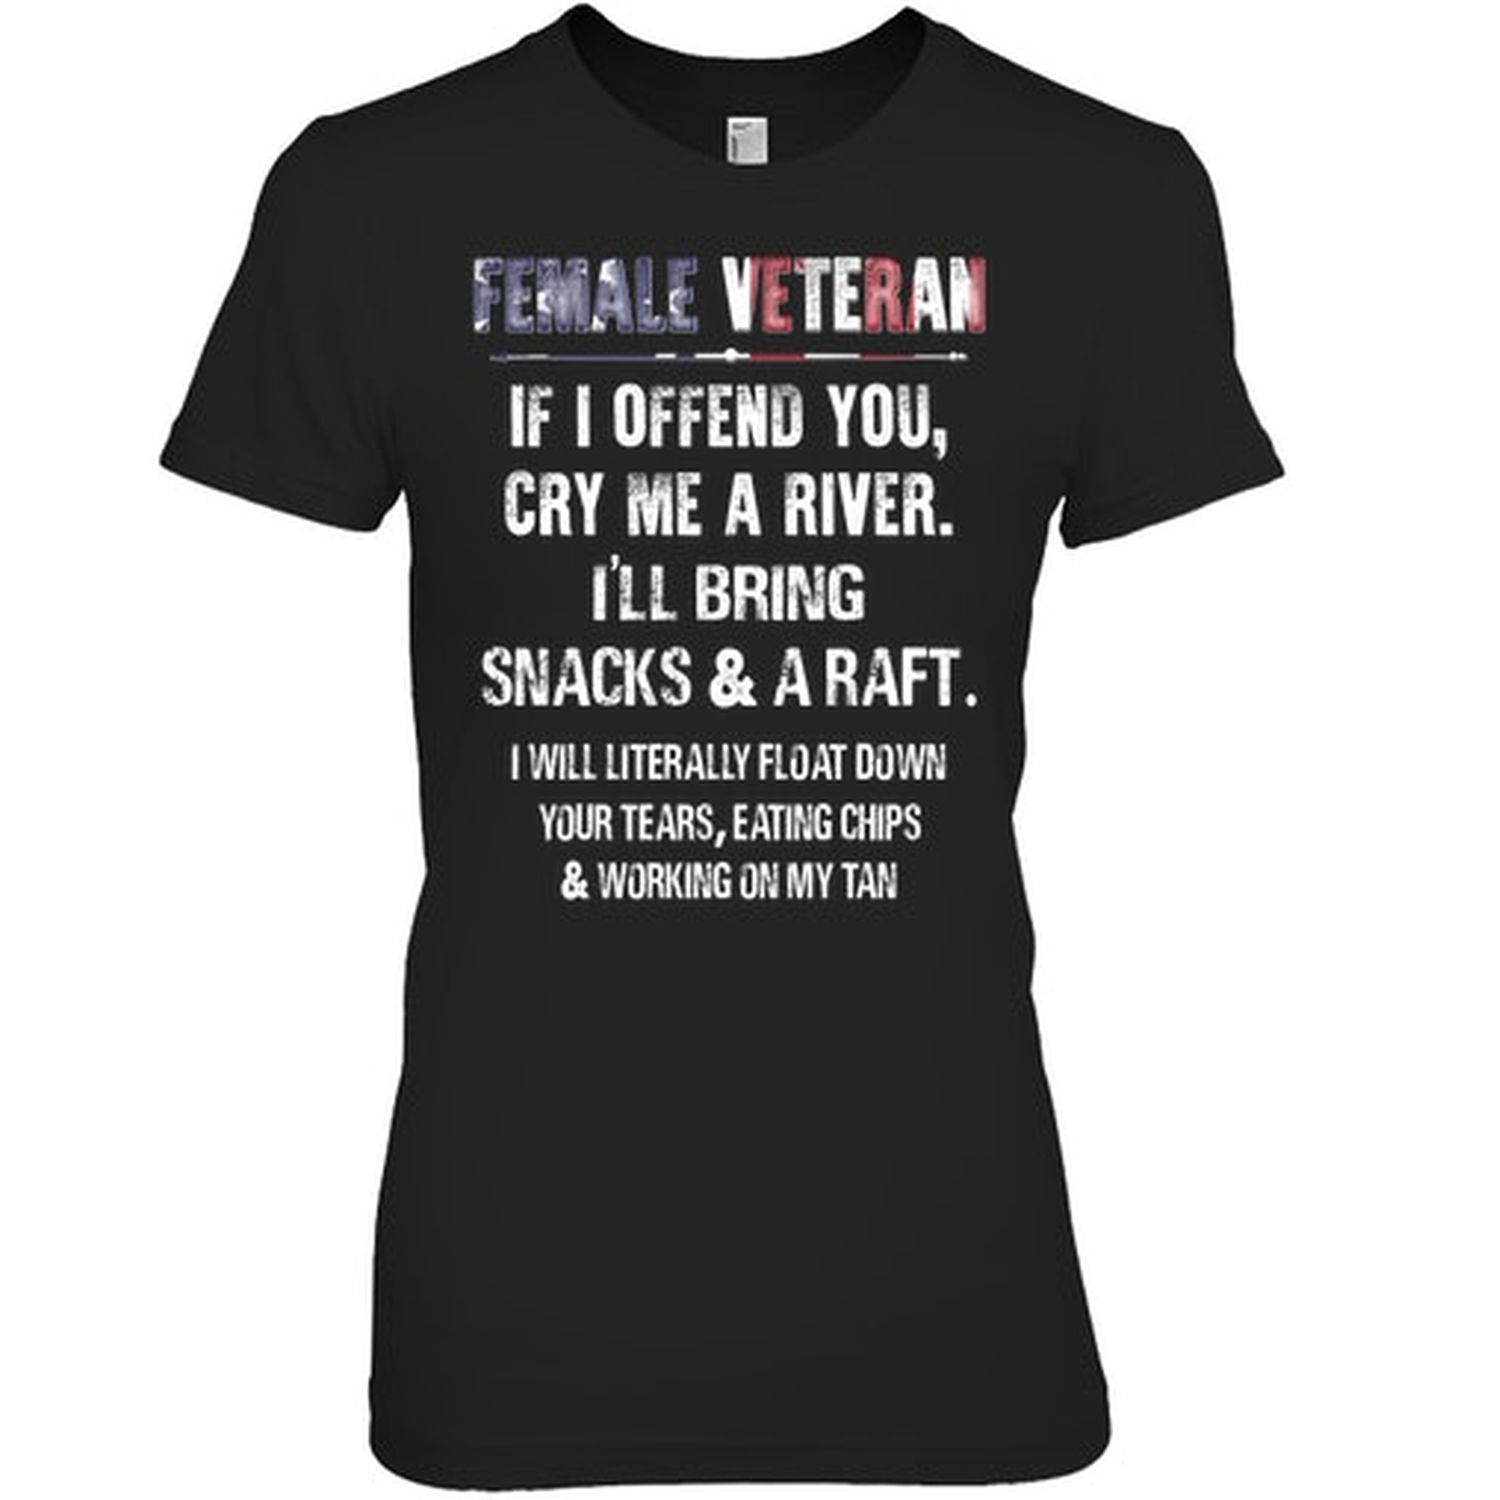 FEMALE VETERAN
IF I OFFEND YOU,
CRY ME A RIVER.
I'LL BRING
SNACKS & A RAFT.
I WILL LITERALLY FLOAT DOWN
YOUR TEARS, EATING CHIPS
& WORKING ON MY TAN